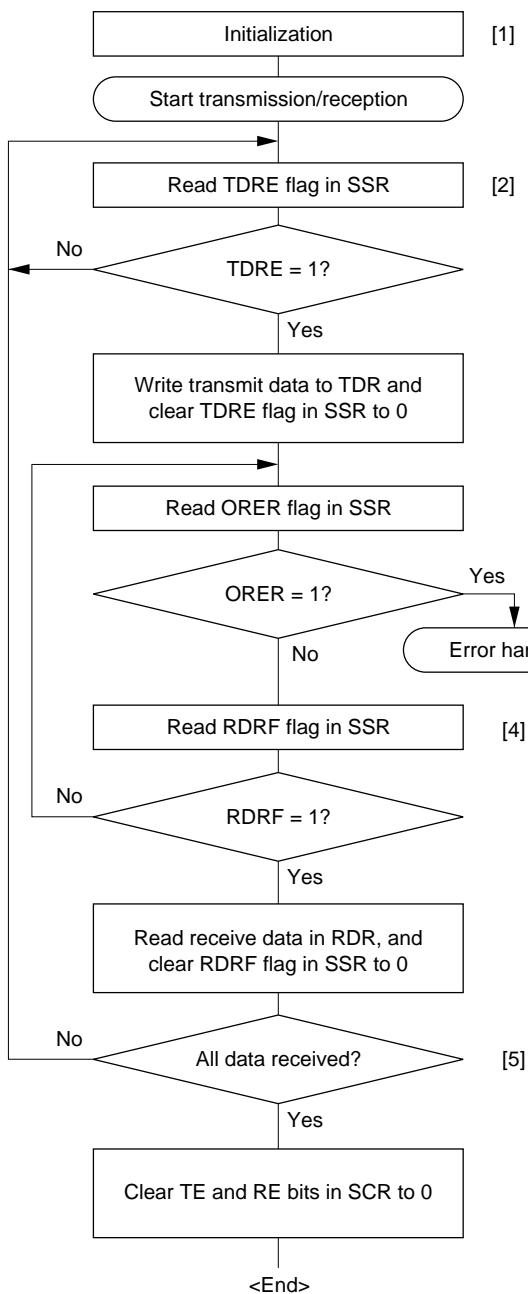 Initialization [1]
Start transmission/reception
Read TDRE flag in SSR [2]
No
TDRE = 1?
Yes
Write transmit data to TDR and
clear TDRE flag in SSR to 0
Read ORER flag in SSR
Yes
ORER = 1?
No
Error har
Read RDRF flag in SSR [4]
No
RDRF = 1?
Yes
Read receive data in RDR, and
clear RDRF flag in SSR to 0
No
All data received? [5]
Yes
Clear TE and RE bits in SCR to 0
<End>